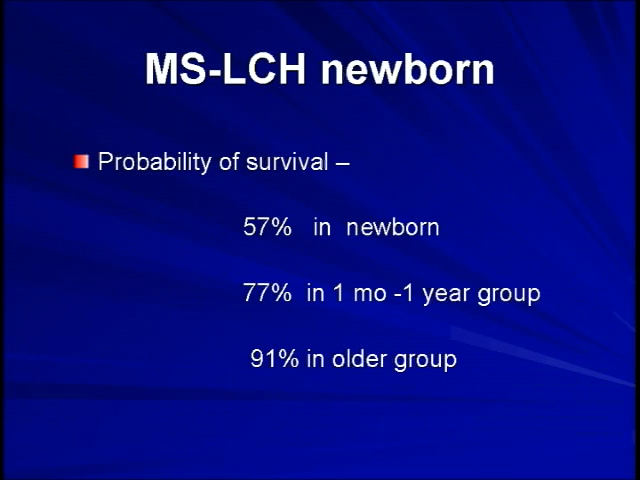 MS-LCH newborn
Probability of survival –
57% in newborn
77% in 1 mo -1 year group
91% in older group